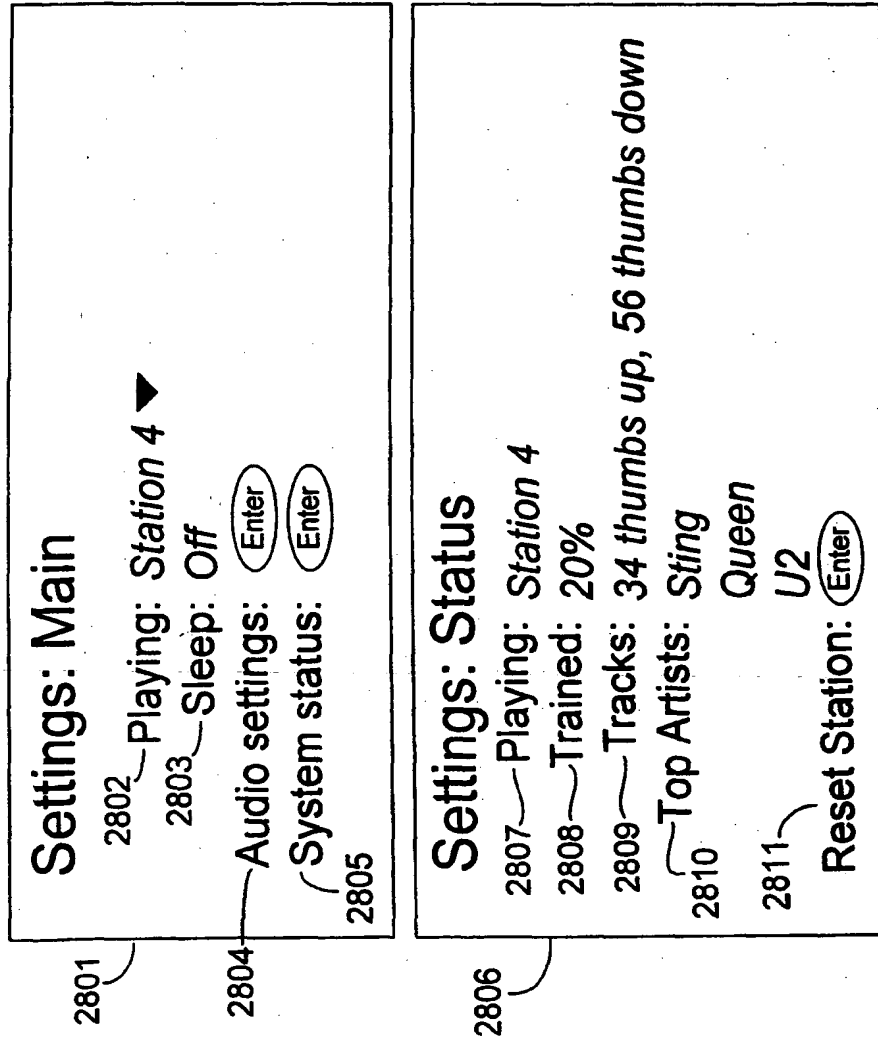 Settings: Main
2801
2802 Playing: Station 4
2803 Sleep: Off
2804 Audio settings: Enter
System status: Enter
2805
Settings: Status
2806
2807 Playing: Station 4
2808 Trained: 20%
2809 Tracks: 34 thumbs up, 56 thumbs down
Top Artists: Sting
2810 Queen
U2
2811
Reset Station: Enter